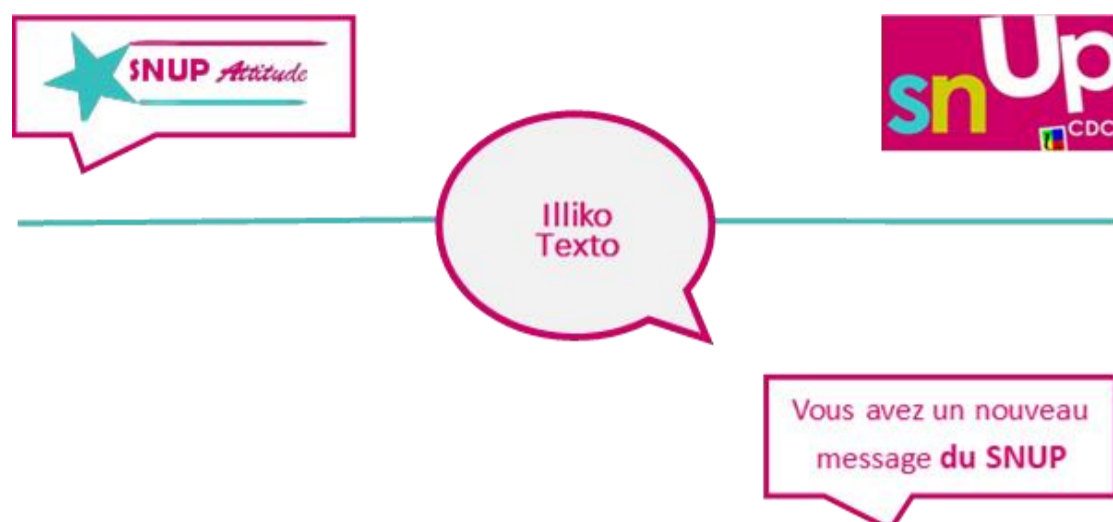 SNUP Attitude
snUp
CDC
Illiko
Texto
Vous avez un nouveau
message du SNUP